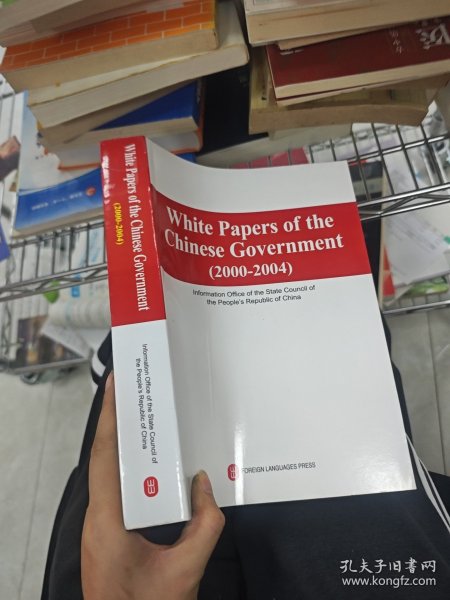 White Papers of the Chinese Government
(2000-2004)
Information Office of the State Council of
the People's Republic of China
White Papers of the
Chinese Government
(2000-2004)
Information Office of the State Council of
the People's Republic of China
FOREIGN LANGUAGES PRESS
孔夫子旧书网
www.kongfz.com